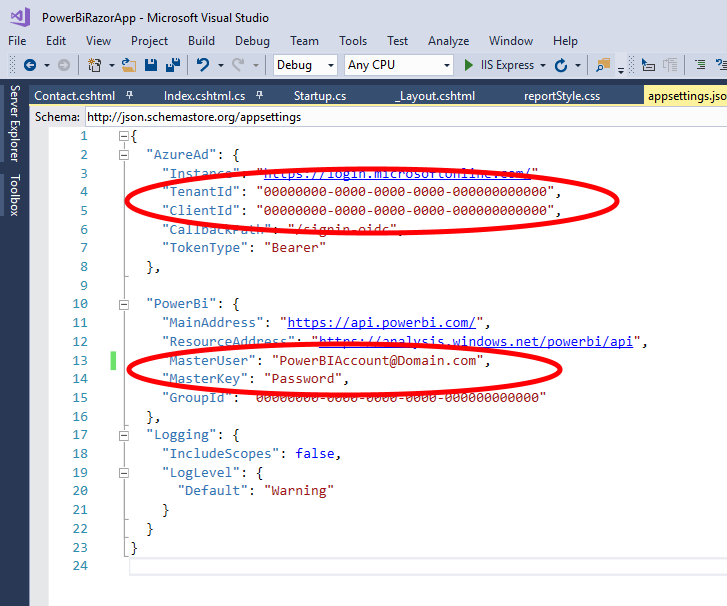 PowerBiRazorApp - Microsoft Visual Studio
File Edit View Project Build Debug Team Tools Test Analyze Window Help
Debug Any CPU IIS Express
Server Explorer
Toolbox
Contact.cshtml Index.cshtml.cs Startup.cs _Layout.cshtml reportStyle.css appsettings.jso
Schema: http://json.schemastore.org/appsettings
1 {
2 "AzureAd": {
3 "Instance": "https://login.microsoftonline.com/"
4 "TenantId": "00000000-0000-0000-0000-000000000000",
5 "ClientId": "00000000-0000-0000-0000-000000000000",
6 "CallbackPath": "/signin-oidc",
7 "TokenType": "Bearer"
8 },
9
10 "PowerBi": {
11 "MainAddress": "https://api.powerbi.com/",
12 "ResourceAddress": "https://analysis.windows.net/powerbi/api",
13 "MasterUser": "PowerBIAccount@Domain.com",
14 "MasterKey": "Password",
15 "GroupId": "00000000-0000-0000-0000-000000000000"
16 },
17 "Logging": {
18 "IncludeScopes": false,
19 "LogLevel": {
20 "Default": "Warning"
21 }
22 }
23 }
24